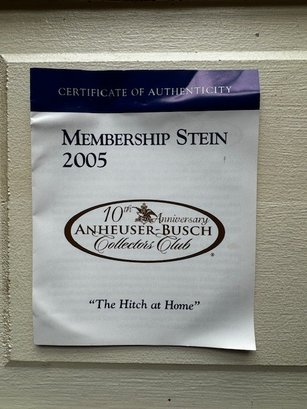 CERTIFICATE OF AUTHENTICITY
MEMBERSHIP STEIN
2005
10th Anniversary
ANHEUSER-BUSCH
Collectors Club
®
"The Hitch at Home"